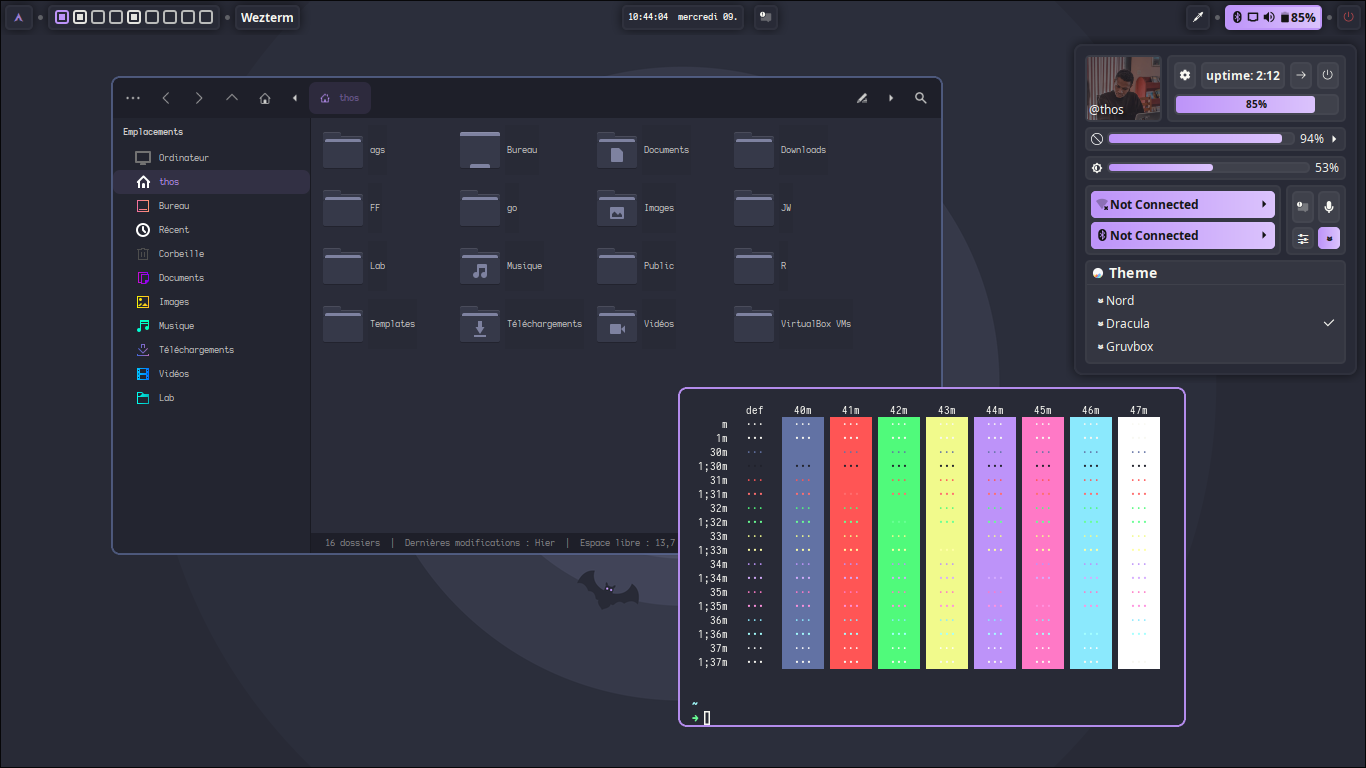 Wezterm
10:44:04 mercredi 09.
85%
thos
Emplacements
Ordinateur
thos
Bureau
Récent
Corbeille
Documents
Images
Musique
Téléchargements
Vidéos
Lab
ags Bureau Documents Downloads
FF go Images JW
Lab Musique Public R
Templates Téléchargements Vidéos VirtualBox VMs
16 dossiers | Dernières modifications : Hier | Espace libre : 13,7
@thos
uptime: 2:12
85%
94%
53%
Not Connected
Not Connected
Theme
Nord
Dracula
Gruvbox
def 40m 41m 42m 43m 44m 45m 46m 47m
m ··· ··· ··· ··· ··· ··· ··· ··· ···
1m ··· ··· ··· ··· ··· ··· ··· ··· ···
30m ··· ··· ··· ··· ··· ··· ··· ··· ···
1;30m ··· ··· ··· ··· ··· ··· ··· ··· ···
31m ··· ··· ··· ··· ··· ··· ··· ··· ···
1;31m ··· ··· ··· ··· ··· ··· ··· ··· ···
32m ··· ··· ··· ··· ··· ··· ··· ··· ···
1;32m ··· ··· ··· ··· ··· ··· ··· ··· ···
33m ··· ··· ··· ··· ··· ··· ··· ··· ···
1;33m ··· ··· ··· ··· ··· ··· ··· ··· ···
34m ··· ··· ··· ··· ··· ··· ··· ··· ···
1;34m ··· ··· ··· ··· ··· ··· ··· ··· ···
35m ··· ··· ··· ··· ··· ··· ··· ··· ···
1;35m ··· ··· ··· ··· ··· ··· ··· ··· ···
36m ··· ··· ··· ··· ··· ··· ··· ··· ···
1;36m ··· ··· ··· ··· ··· ··· ··· ··· ···
37m ··· ··· ··· ··· ··· ··· ··· ··· ···
1;37m ··· ··· ··· ··· ··· ··· ··· ··· ···
~
➜